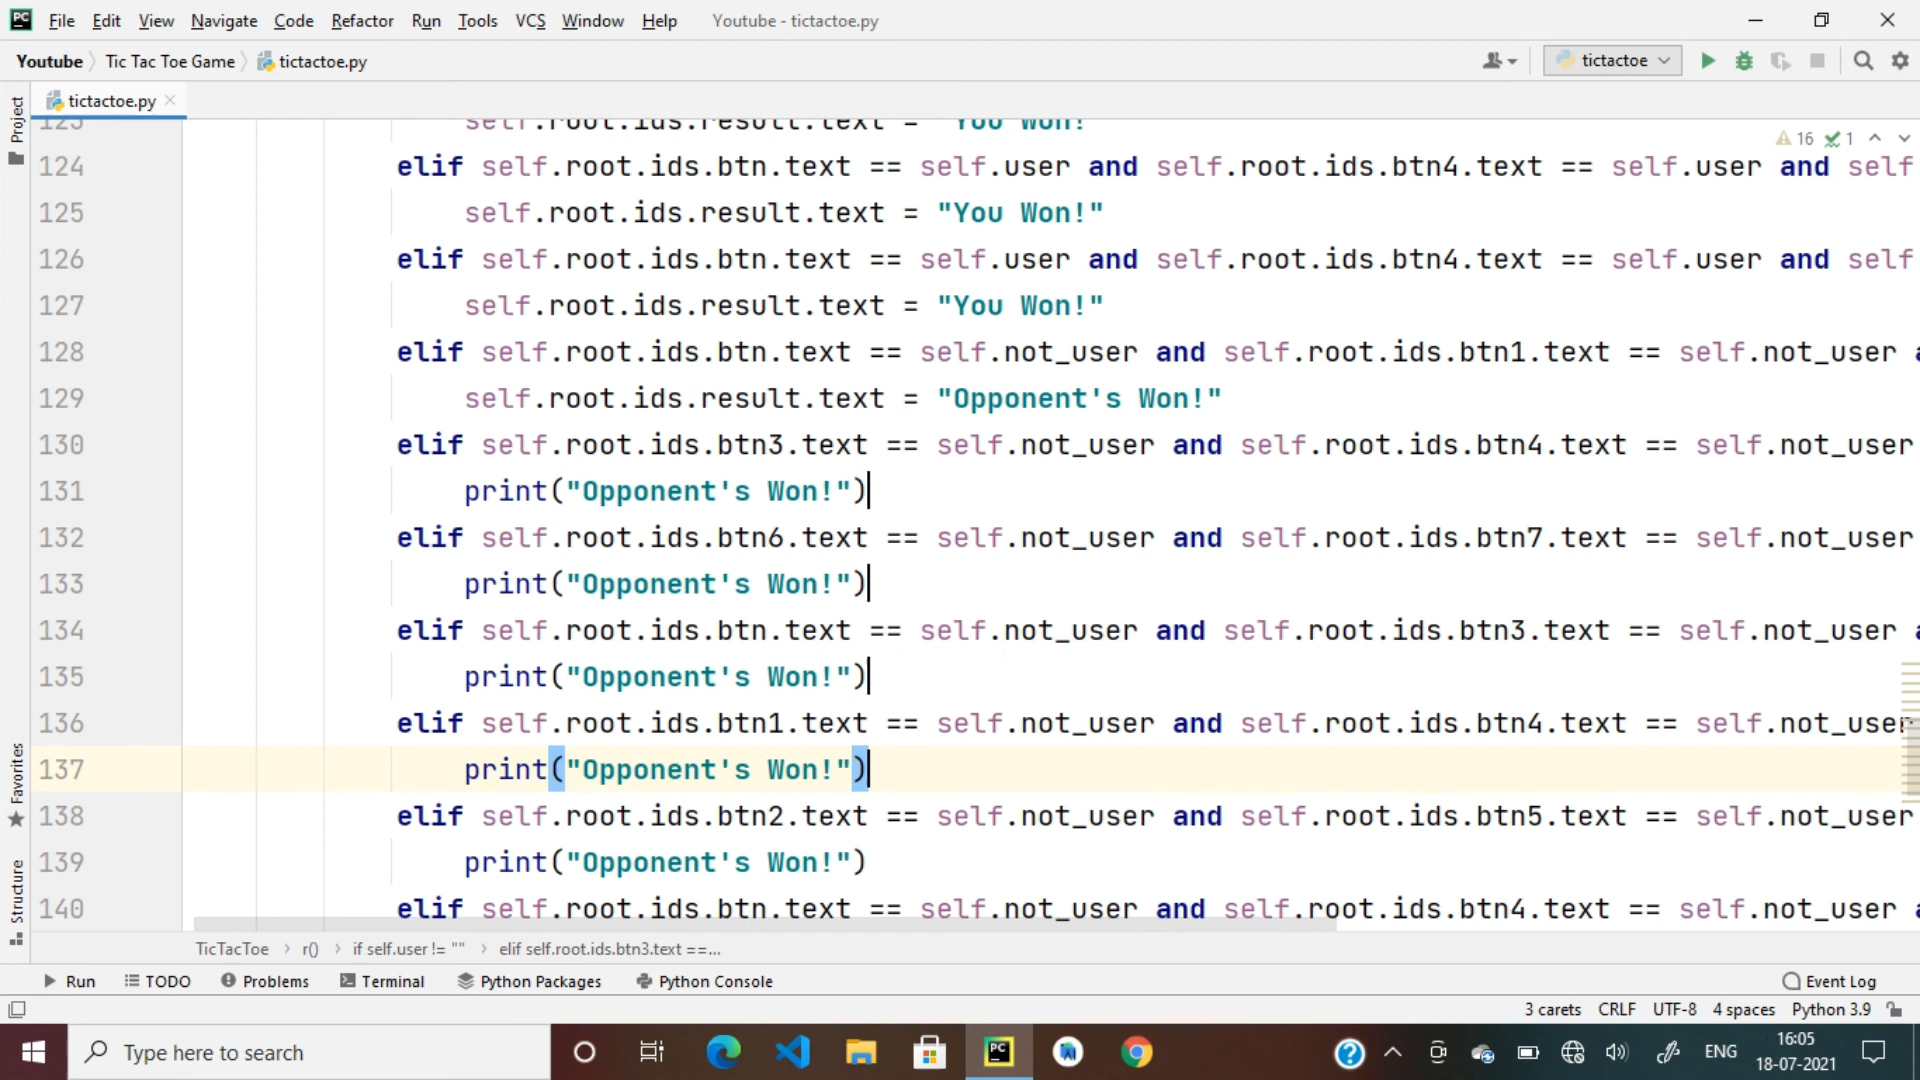 File Edit View Navigate Code Refactor Run Tools VCS Window Help Youtube - tictactoe.py
Youtube Tic Tac Toe Game tictactoe.py tictactoe
Project
tictactoe.py
16 1
123 self.root.ids.result.text = "You Won!"
124 elif self.root.ids.btn.text == self.user and self.root.ids.btn4.text == self.user and self
125 self.root.ids.result.text = "You Won!"
126 elif self.root.ids.btn.text == self.user and self.root.ids.btn4.text == self.user and self
127 self.root.ids.result.text = "You Won!"
128 elif self.root.ids.btn.text == self.not_user and self.root.ids.btn1.text == self.not_user a
129 self.root.ids.result.text = "Opponent's Won!"
130 elif self.root.ids.btn3.text == self.not_user and self.root.ids.btn4.text == self.not_user
131 print("Opponent's Won!")
132 elif self.root.ids.btn6.text == self.not_user and self.root.ids.btn7.text == self.not_user
133 print("Opponent's Won!")
134 elif self.root.ids.btn.text == self.not_user and self.root.ids.btn3.text == self.not_user a
135 print("Opponent's Won!")
136 elif self.root.ids.btn1.text == self.not_user and self.root.ids.btn4.text == self.not_user
137 print("Opponent's Won!")
138 elif self.root.ids.btn2.text == self.not_user and self.root.ids.btn5.text == self.not_user
139 print("Opponent's Won!")
140 elif self.root.ids.btn.text == self.not_user and self.root.ids.btn4.text == self.not_user a
Favorites
Structure
TicTacToe r() if self.user != "" elif self.root.ids.btn3.text ==...
Run TODO Problems Terminal Python Packages Python Console Event Log
3 carets CRLF UTF-8 4 spaces Python 3.9
Type here to search ENG 16:05
18-07-2021